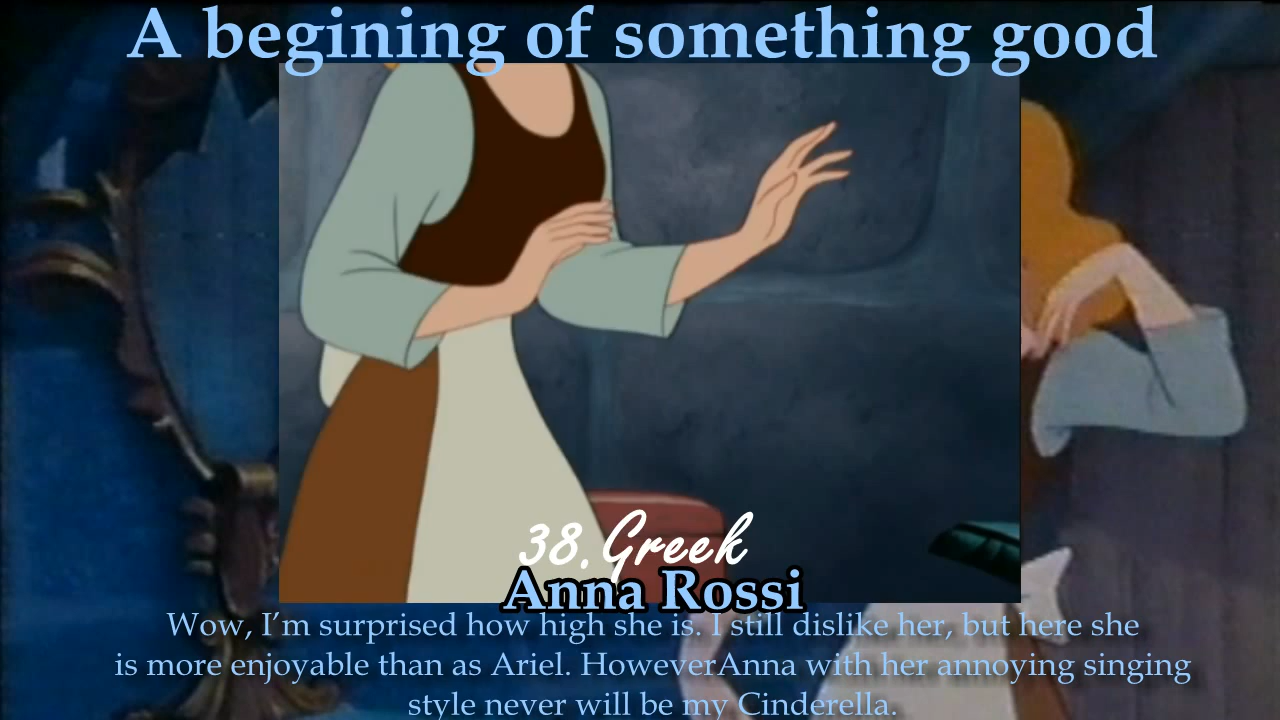 A begining of something good
38. Greek
Anna Rossi
Wow, I'm surprised how high she is. I still dislike her, but here she
is more enjoyable than as Ariel. HoweverAnna with her annoying singing
style never will be my Cinderella.